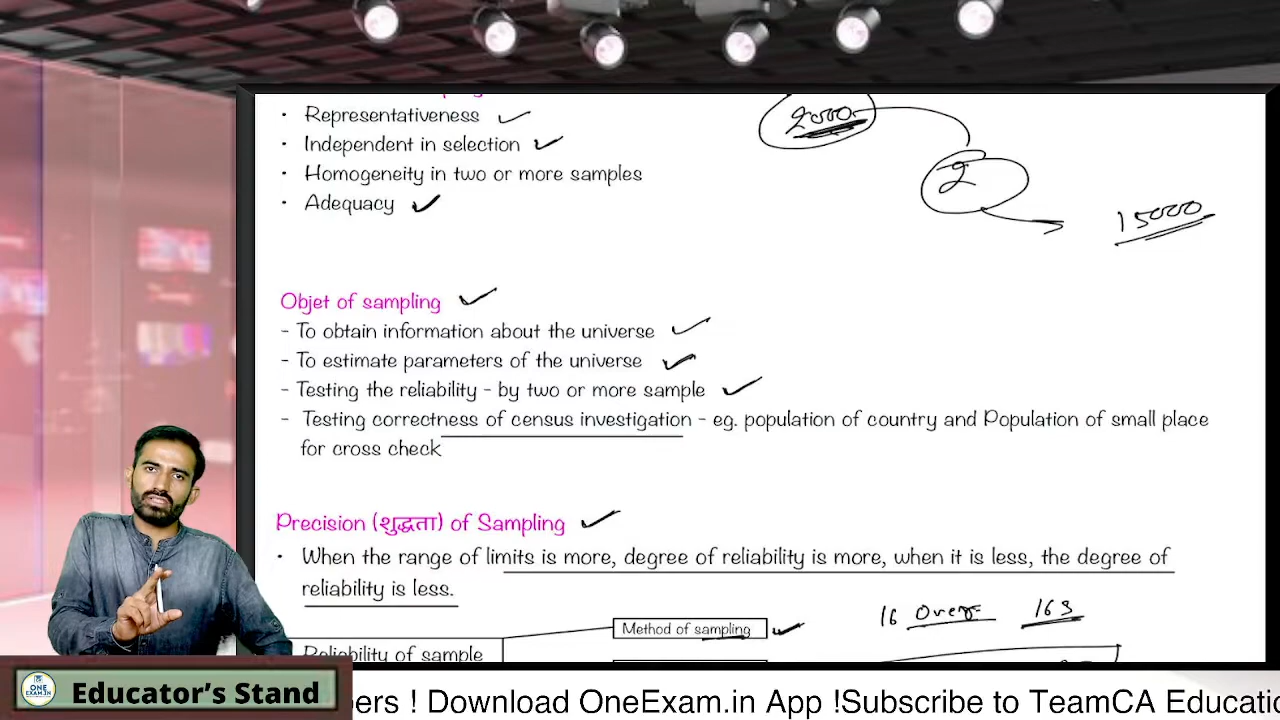 Representativeness
Independent in selection
Homogeneity in two or more samples
Adequacy
2000
2
15000
Objet of sampling
- To obtain information about the universe
- To estimate parameters of the universe
- Testing the reliability - by two or more sample
- Testing correctness of census investigation - eg. population of country and Population of small place
for cross check
Precision (शुद्धता) of Sampling
When the range of limits is more, degree of reliability is more, when it is less, the degree of
reliability is less.
16 Overs 163
Method of sampling
Reliability of sample
ONE
EXAM.IN
Educator's Stand
ers ! Download OneExam.in App !Subscribe to TeamCA Educati